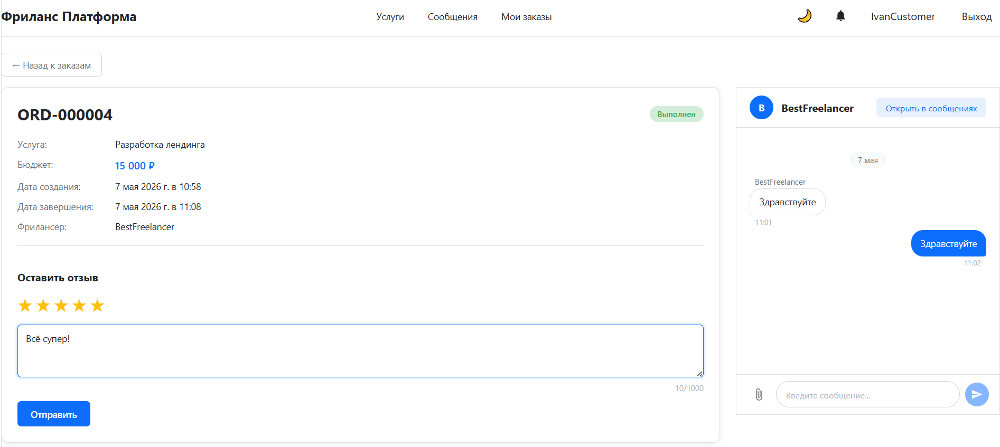 Фриланс Платформа
Услуги Сообщения Мои заказы
IvanCustomer Выход
← Назад к заказам
ORD-000004
Выполнен
Услуга: Разработка лендинга
Бюджет: 15 000 ₽
Дата создания: 7 мая 2026 г. в 10:58
Дата завершения: 7 мая 2026 г. в 11:08
Фрилансер: BestFreelancer
Оставить отзыв
Всё супер!
10/1000
Отправить
B BestFreelancer Открыть в сообщениях
7 мая
BestFreelancer
Здравствуйте
11:01
Здравствуйте
11:02
Введите сообщение...